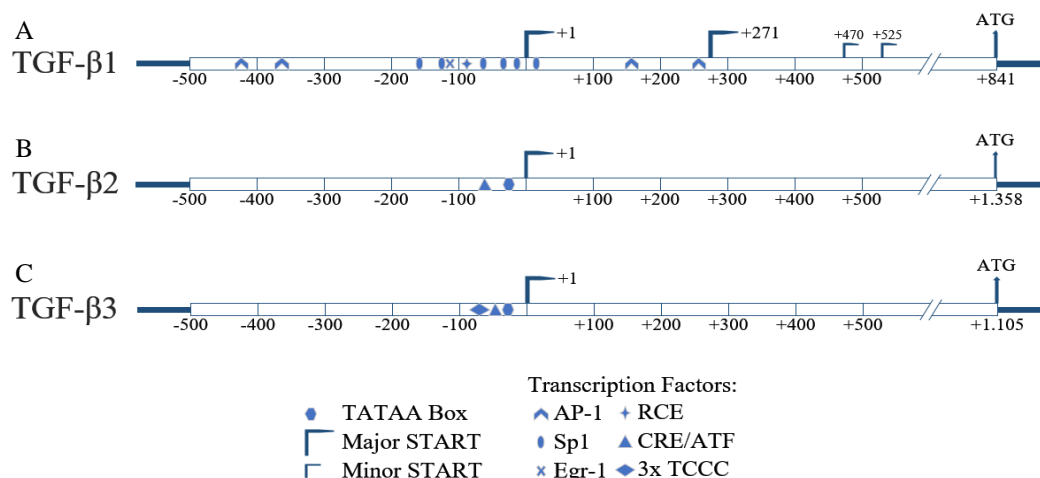 A
TGF-β1
+1
+271
+470
+525
ATG
-500 -400 -300 -200 -100 +100 +200 +300 +400 +500 +841
B
TGF-β2
+1
ATG
-500 -400 -300 -200 -100 +100 +200 +300 +400 +500 +1.358
C
TGF-β3
+1
ATG
-500 -400 -300 -200 -100 +100 +200 +300 +400 +500 +1.105
Transcription Factors:
TATAA Box AP-1 RCE
Major START Sp1 CRE/ATF
Minor START Egr-1 3x TCCC